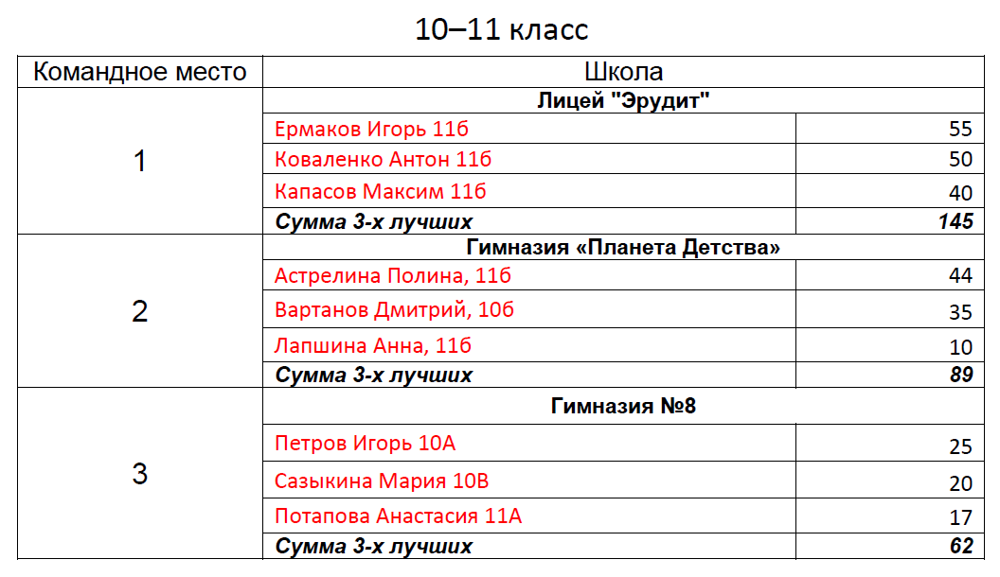 10–11 класс
Командное место Школа
Лицей "Эрудит"
1
Ермаков Игорь 11б 55
Коваленко Антон 11б 50
Капасов Максим 11б 40
Сумма 3-х лучших 145
Гимназия «Планета Детства»
2
Астрелина Полина, 11б 44
Вартанов Дмитрий, 10б 35
Лапшина Анна, 11б 10
Сумма 3-х лучших 89
Гимназия №8
3
Петров Игорь 10А 25
Сазыкина Мария 10В 20
Потапова Анастасия 11А 17
Сумма 3-х лучших 62